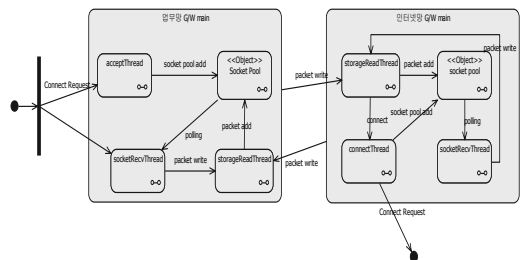 업무망 G/W main
인터넷망 G/W main
acceptThread
socket pool add
<<Object>>
Socket Pool
Connect Request
packet write
storageReadThread
packet add
<<Object>>
socket pool
packet write
polling
packet add
connect
socket pool add
polling
socketRecvThread
packet write
storageReadThread
packet write
connectThread
socketRecvThread
Connect Request